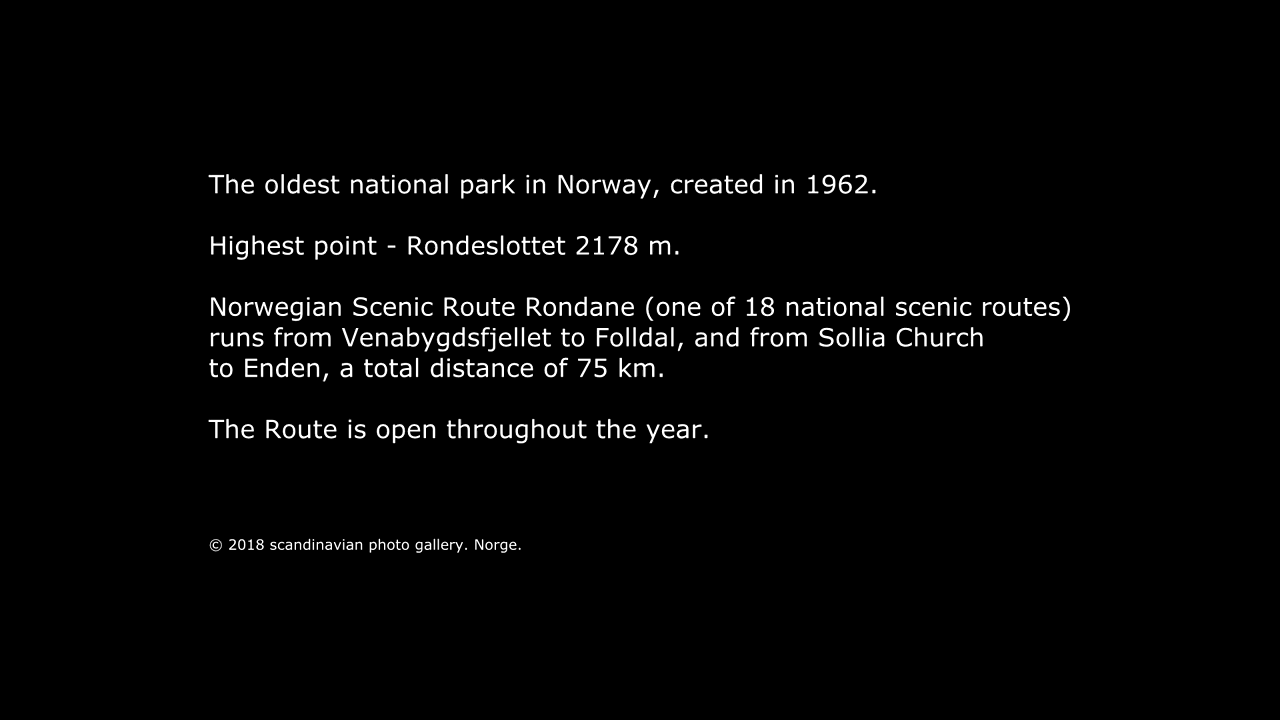 The oldest national park in Norway, created in 1962.
Highest point - Rondeslottet 2178 m.
Norwegian Scenic Route Rondane (one of 18 national scenic routes)
runs from Venabygdsfjellet to Folldal, and from Sollia Church
to Enden, a total distance of 75 km.
The Route is open throughout the year.
© 2018 scandinavian photo gallery. Norge.